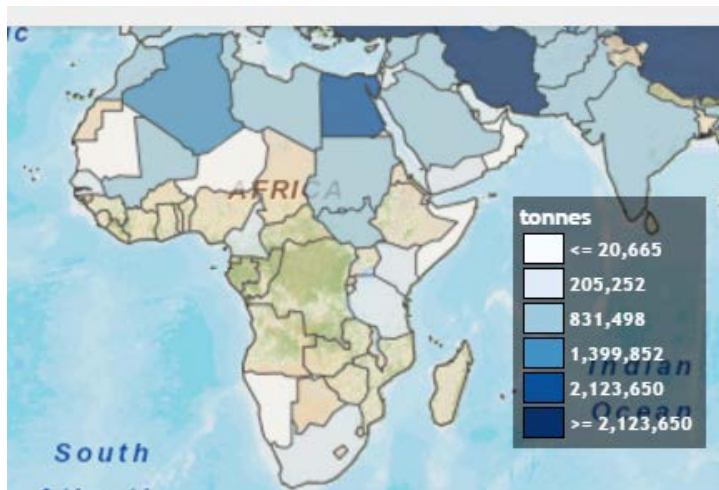 ic
AFRICA
tonnes
<= 20,665
205,252
831,498
1,399,852
2,123,650
>= 2,123,650
Indian
Ocean
South